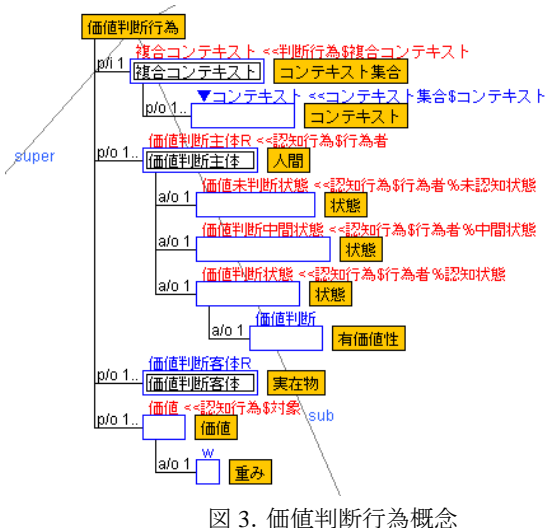 価値判断行為
複合コンテキスト <<判断行為$複合コンテキスト
p/i 1 複合コンテキスト コンテキスト集合
▼コンテキスト <<コンテキスト集合$コンテキスト
p/o 1.. コンテキスト
価値判断主体R <<認知行為$行為者
p/o 1.. 価値判断主体 人間
super
価値未判断状態 <<認知行為$行為者%未認知状態
a/o 1 状態
価値判断中間状態 <<認知行為$行為者%中間状態
a/o 1 状態
価値判断状態 <<認知行為$行為者%認知状態
a/o 1 状態
価値判断
a/o 1 有価値性
価値判断客体R
p/o 1.. 価値判断客体 実在物
価値 <<認知行為$対象
sub
p/o 1.. 価値
w
a/o 1 重み
図 3. 価値判断行為概念